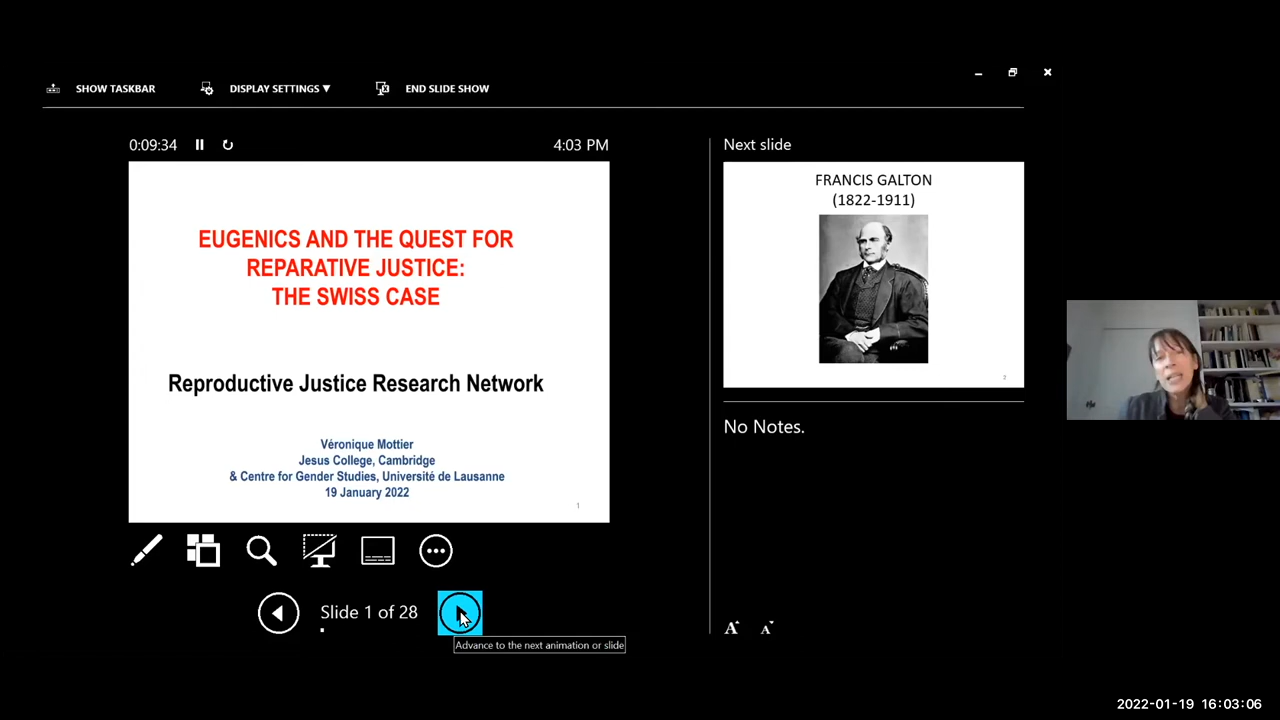 SHOW TASKBAR
DISPLAY SETTINGS ▼
END SLIDE SHOW
0:09:34
4:03 PM
EUGENICS AND THE QUEST FOR
REPARATIVE JUSTICE:
THE SWISS CASE
Reproductive Justice Research Network
Véronique Mottier
Jesus College, Cambridge
& Centre for Gender Studies, Université de Lausanne
19 January 2022
1
Slide 1 of 28
Advance to the next animation or slide
Next slide
FRANCIS GALTON
(1822-1911)
2
No Notes.
A A
2022-01-19 16:03:06